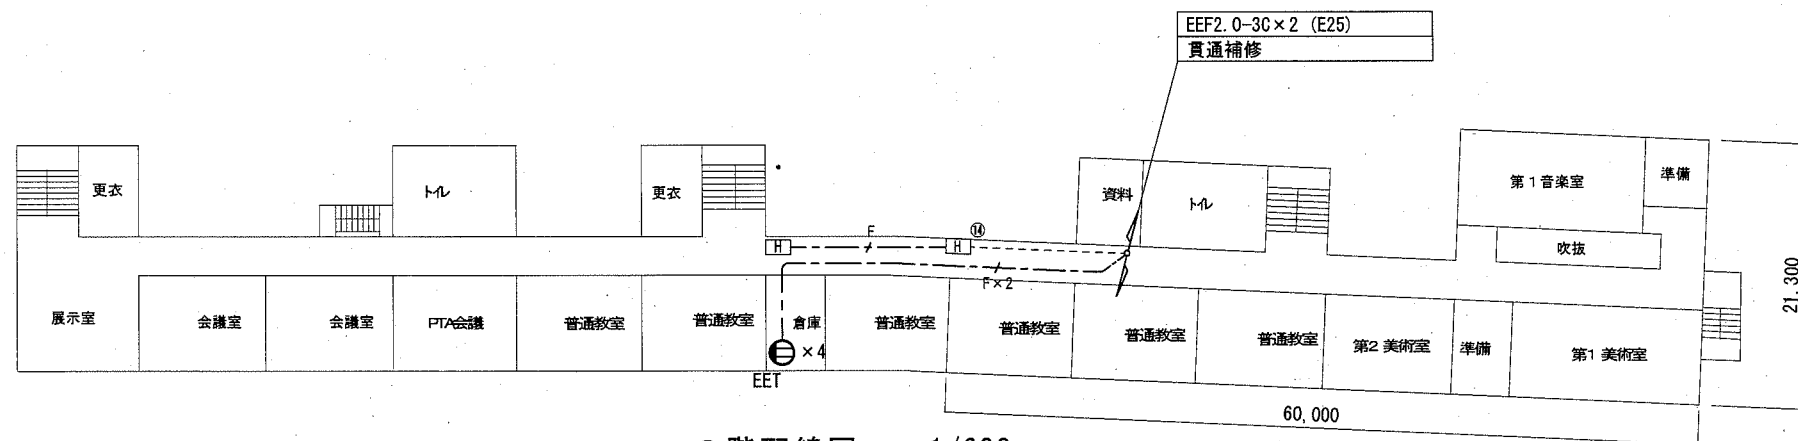 EEF2.0-3C×2 (E25)
貫通補修
更衣
トイレ
更衣
資料
トイレ
第1音楽室
準備
吹抜
H
F
H
⑭
F×2
21,300
展示室
会議室
会議室
PTA会議
普通教室
普通教室
倉庫
普通教室
普通教室
普通教室
普通教室
第2 美術室
準備
第1 美術室
×4
EET
60,000